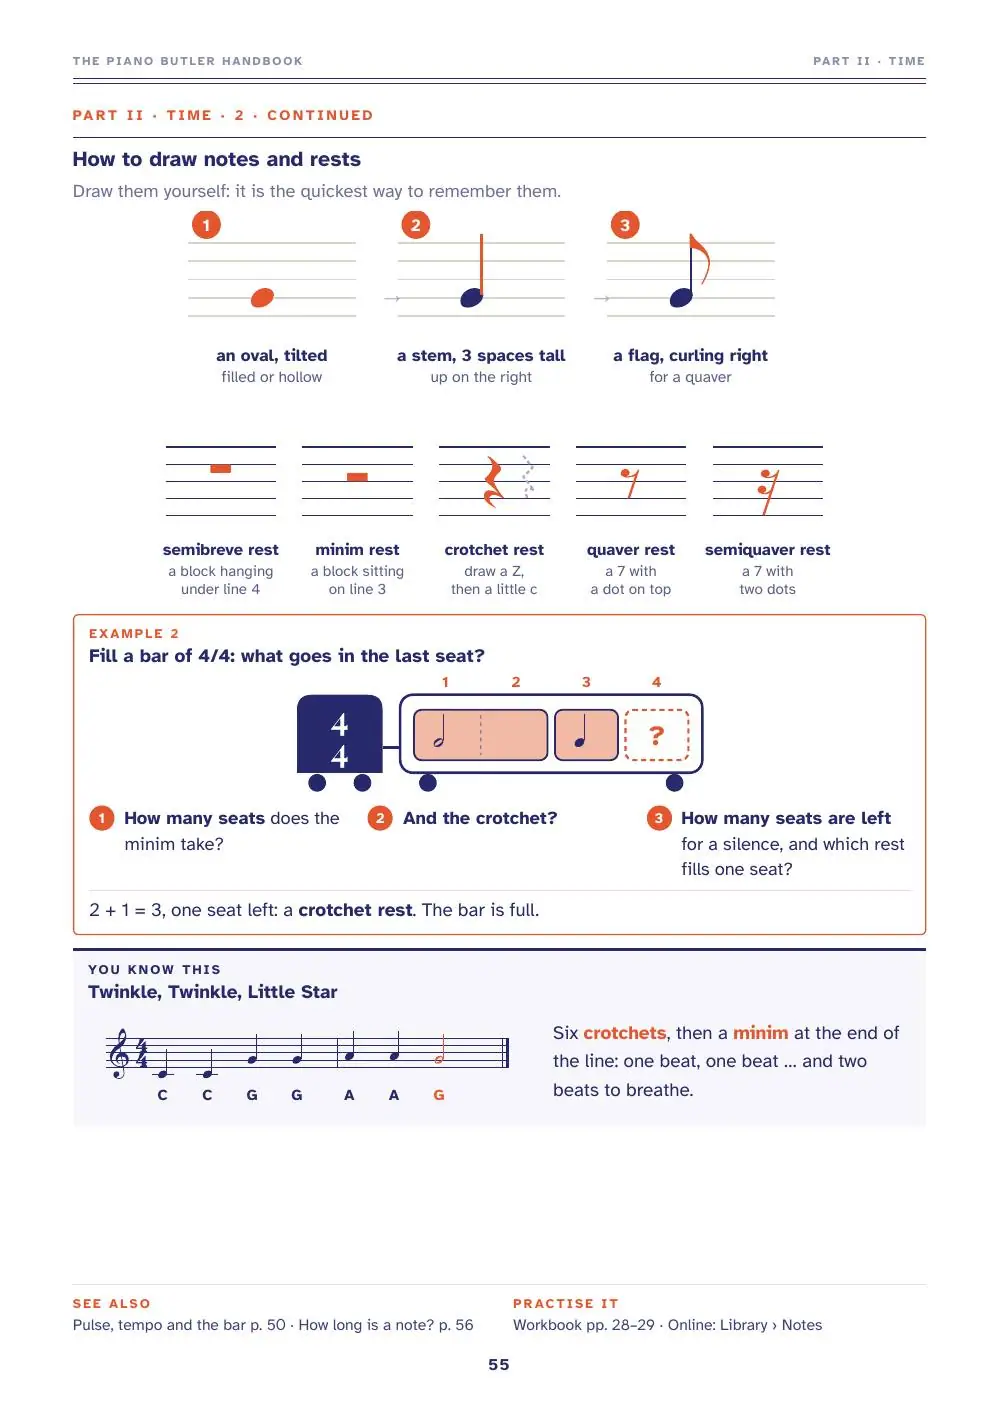 THE PIANO BUTLER HANDBOOK
PART II · TIME
PART II · TIME · 2 · CONTINUED
How to draw notes and rests
Draw them yourself: it is the quickest way to remember them.
1
2
3
an oval, tilted
filled or hollow
a stem, 3 spaces tall
up on the right
a flag, curling right
for a quaver
semibreve rest
a block hanging
under line 4
minim rest
a block sitting
on line 3
crotchet rest
draw a Z,
then a little c
quaver rest
a 7 with
a dot on top
semiquaver rest
a 7 with
two dots
EXAMPLE 2
Fill a bar of 4/4: what goes in the last seat?
1 2 3 4
4
4
?
1 How many seats does the
minim take?
2 And the crotchet?
3 How many seats are left
for a silence, and which rest
fills one seat?
2 + 1 = 3, one seat left: a crotchet rest. The bar is full.
YOU KNOW THIS
Twinkle, Twinkle, Little Star
4
4
C C G G A A G
Six crotchets, then a minim at the end of
the line: one beat, one beat ... and two
beats to breathe.
SEE ALSO
Pulse, tempo and the bar p. 50 · How long is a note? p. 56
PRACTISE IT
Workbook pp. 28–29 · Online: Library › Notes
55